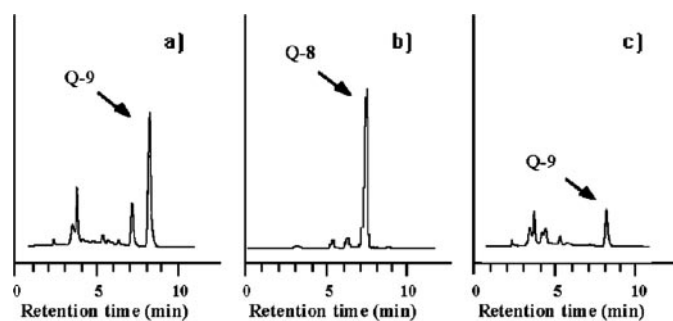 a) b) c)
Q-9 Q-8 Q-9
0 5 10 0 5 10 0 5 10
Retention time (min) Retention time (min) Retention time (min)